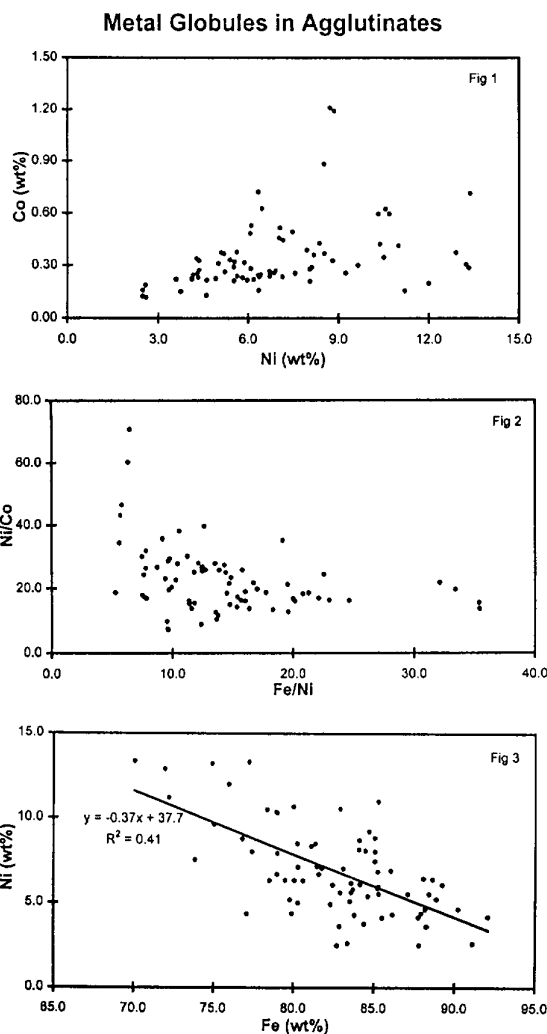 Metal Globules in Agglutinates
1.50
Fig 1
1.20
0.90
Co (wt%)
0.60
0.30
0.00
0.0 3.0 6.0 9.0 12.0 15.0
Ni (wt%)
80.0
Fig 2
60.0
Ni/Co
40.0
20.0
0.0
0.0 10.0 20.0 30.0 40.0
Fe/Ni
15.0
Fig 3
10.0
y = -0.37x + 37.7
R² = 0.41
Ni (wt%)
5.0
0.0
65.0 70.0 75.0 80.0 85.0 90.0 95.0
Fe (wt%)